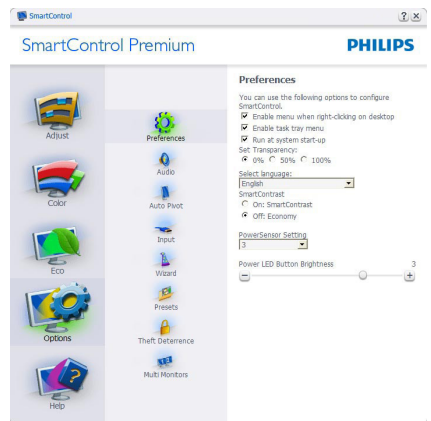 SmartControl
? x
SmartControl Premium
PHILIPS
Adjust
Color
Eco
Options
Help
Preferences
Audio
Auto Pivot
Input
Wizard
Presets
Theft Deterrence
Multi Monitors
Preferences
You can use the following options to configure
SmartControl.
Enable menu when right-clicking on desktop
Enable task tray menu
Run at system start-up
Set Transparency:
0% 50% 100%
Select language:
English
SmartContrast
On: SmartContrast
Off: Economy
PowerSensor Setting
3
Power LED Button Brightness 3